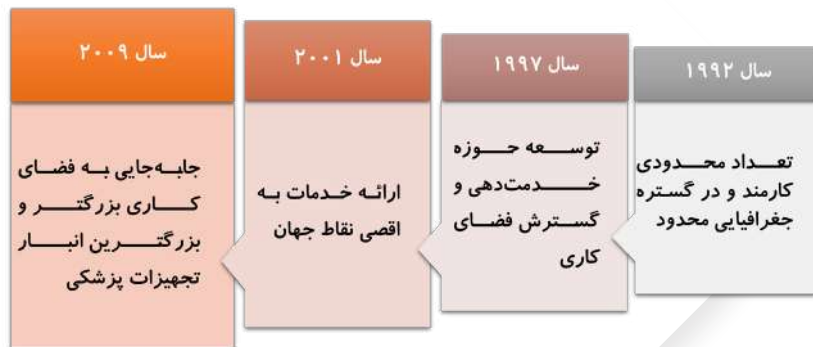 سال ۱۹۹۲
تعداد محدودی
کارمند و در گستره
جغرافیایی محدود
سال ۱۹۹۷
توسعه حوزه
خدمت‌دهی و
گسترش فضای
کاری
سال ۲۰۰۱
ارائه خدمات به
اقصی نقاط جهان
سال ۲۰۰۹
جابه‌جایی به فضای
کاری بزرگتر و
بزرگترین انبار
تجهیزات پزشکی